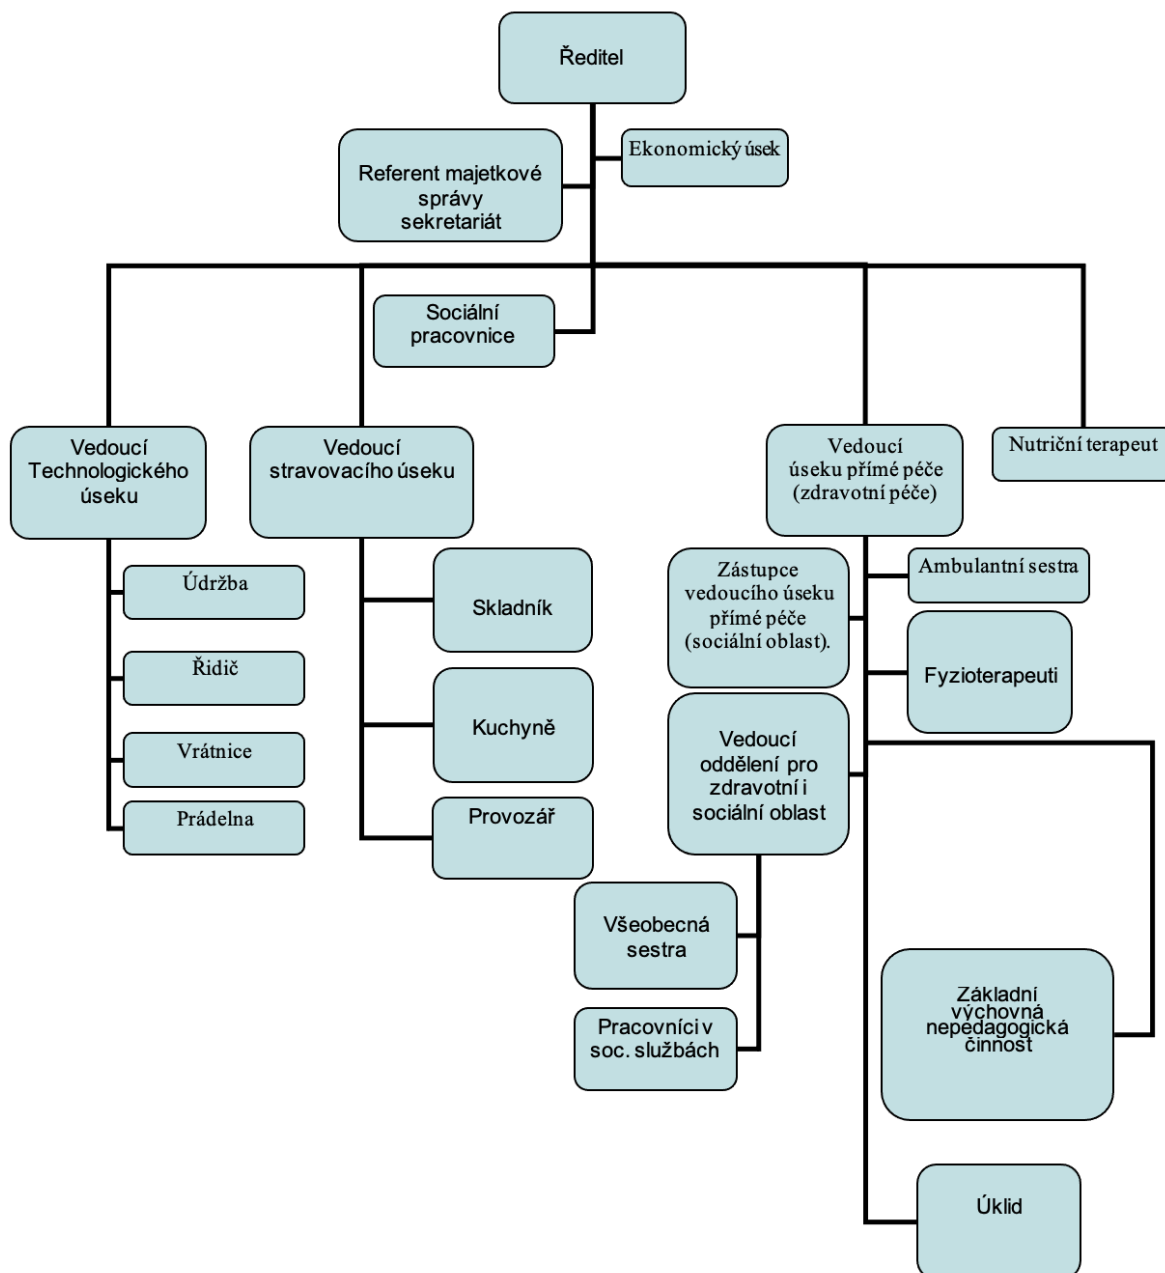 Ředitel
Ekonomický úsek
Referent majetkové
správy
sekretariát
Sociální
pracovnice
Vedoucí
Technologického
úseku
Vedoucí
stravovacího úseku
Vedoucí
úseku přímé péče
(zdravotní péče)
Nutriční terapeut
Údržba
Řidič
Vrátnice
Prádelna
Skladník
Kuchyně
Provozář
Zástupce
vedoucího úseku
přímé péče
(sociální oblast).
Ambulantní sestra
Fyzioterapeuti
Vedoucí
oddělení pro
zdravotní i
sociální oblast
Všeobecná
sestra
Pracovníci v
soc. službách
Základní
výchovná
nepedagogická
činnost
Úklid